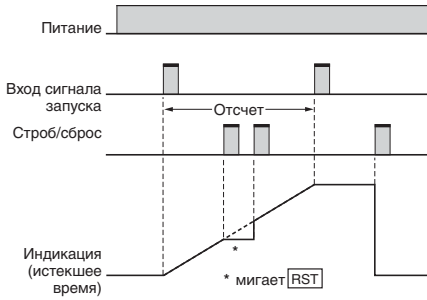 Питание
Вход сигнала
запуска
Отсчет
Строб/сброс
*
Индикация
(истекшее
время)
* мигает RST